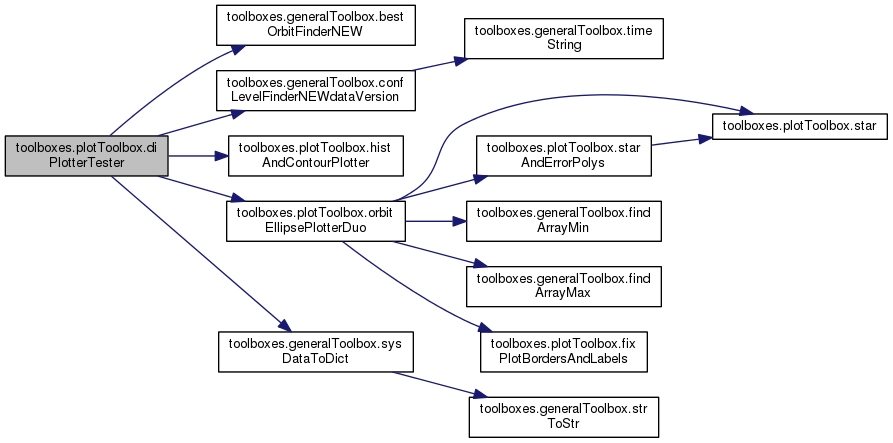 toolboxes.plotToolbox.di
PlotterTester
toolboxes.generalToolbox.best
OrbitFinderNEW
toolboxes.generalToolbox.conf
LevelFinderNEWdataVersion
toolboxes.generalToolbox.time
String
toolboxes.plotToolbox.hist
AndContourPlotter
toolboxes.plotToolbox.orbit
EllipsePlotterDuo
toolboxes.plotToolbox.star
AndErrorPolys
toolboxes.plotToolbox.star
toolboxes.generalToolbox.find
ArrayMin
toolboxes.generalToolbox.find
ArrayMax
toolboxes.plotToolbox.fix
PlotBordersAndLabels
toolboxes.generalToolbox.sys
DataToDict
toolboxes.generalToolbox.str
ToStr